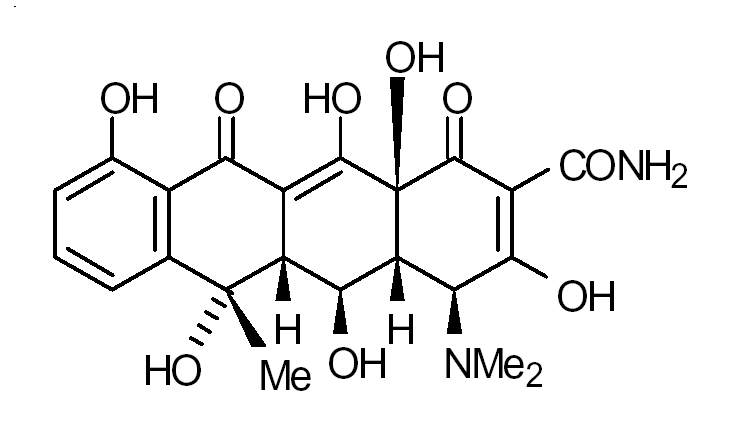 OH
OH O HO O
CONH2
OH
H H
HO Me OH NMe2